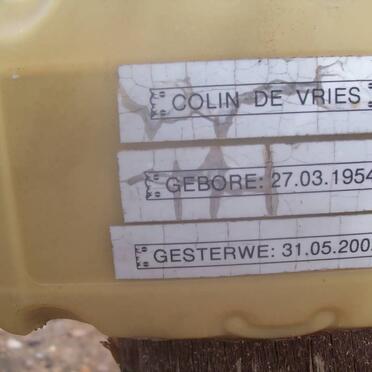 COLIN DE VRIES
GEBORE: 27.03.1954
GESTERWE: 31.05.200